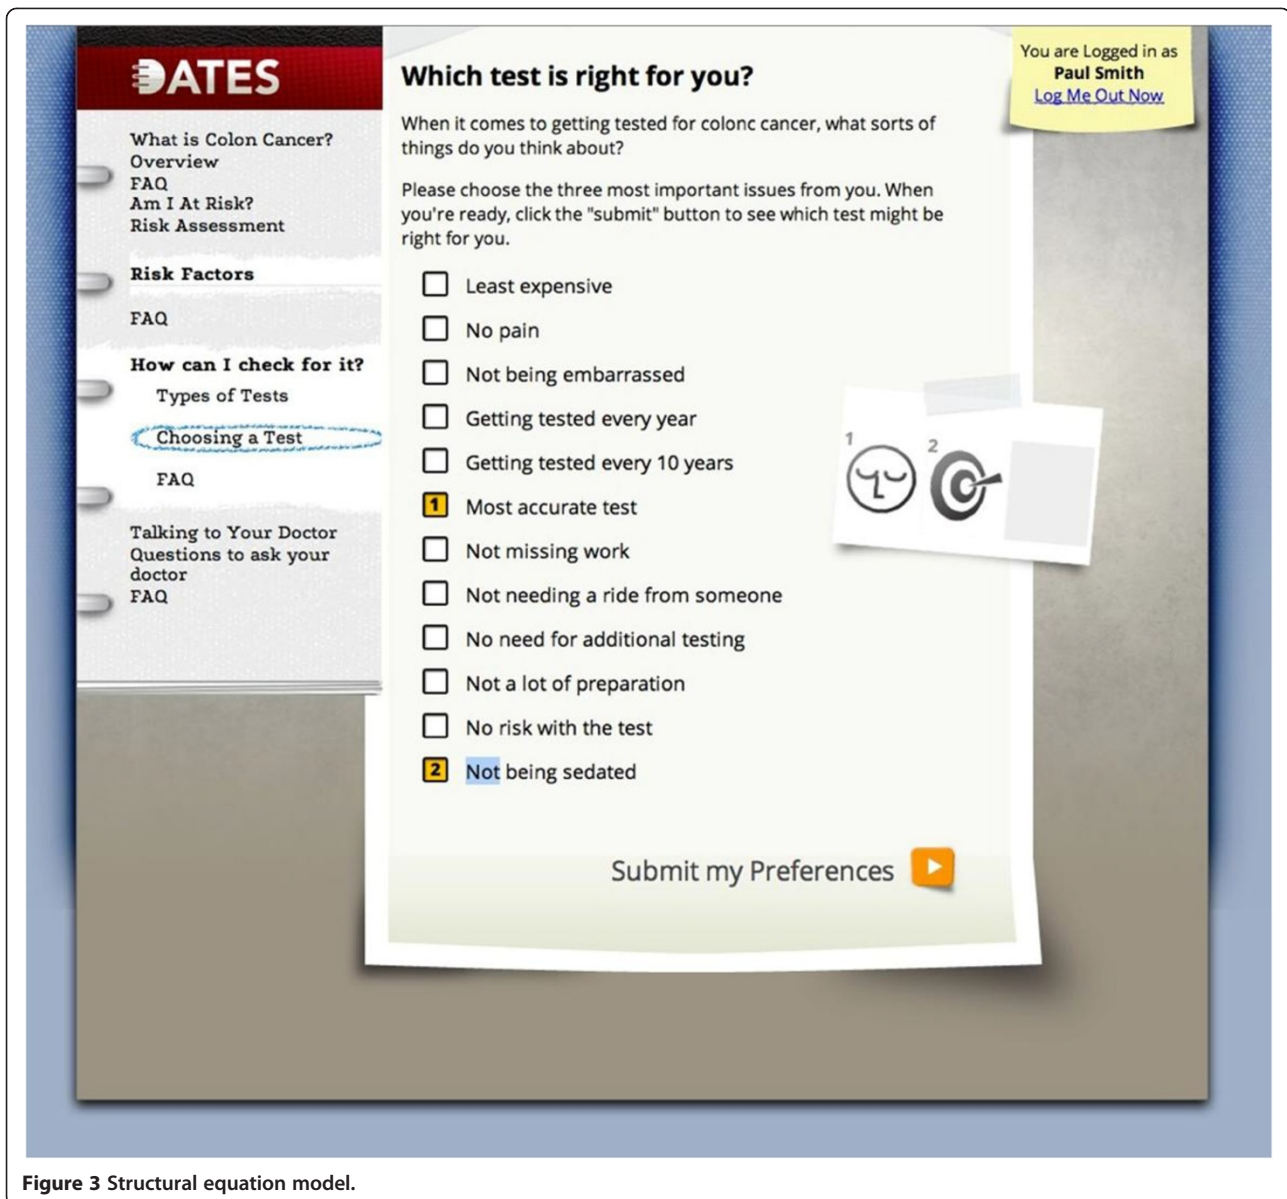 DATES
What is Colon Cancer?
Overview
FAQ
Am I At Risk?
Risk Assessment
Risk Factors
FAQ
How can I check for it?
Types of Tests
Choosing a Test
FAQ
Talking to Your Doctor
Questions to ask your
doctor
FAQ
Which test is right for you?
When it comes to getting tested for colonc cancer, what sorts of
things do you think about?
Please choose the three most important issues from you. When
you're ready, click the "submit" button to see which test might be
right for you.
Least expensive
No pain
Not being embarrassed
Getting tested every year
Getting tested every 10 years
1 Most accurate test
Not missing work
Not needing a ride from someone
No need for additional testing
Not a lot of preparation
No risk with the test
2 Not being sedated
Submit my Preferences
You are Logged in as
Paul Smith
Log Me Out Now
1 2
Figure 3 Structural equation model.